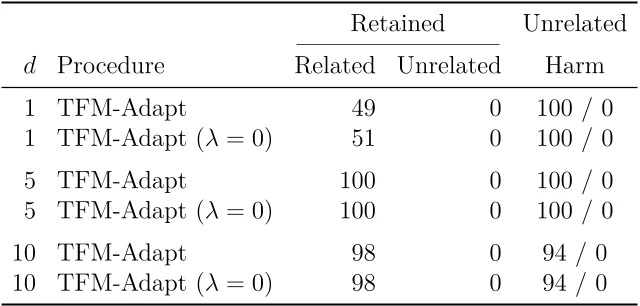 Retained Unrelated
d Procedure Related Unrelated Harm
1 TFM-Adapt 49 0 100 / 0
1 TFM-Adapt (λ = 0) 51 0 100 / 0
5 TFM-Adapt 100 0 100 / 0
5 TFM-Adapt (λ = 0) 100 0 100 / 0
10 TFM-Adapt 98 0 94 / 0
10 TFM-Adapt (λ = 0) 98 0 94 / 0